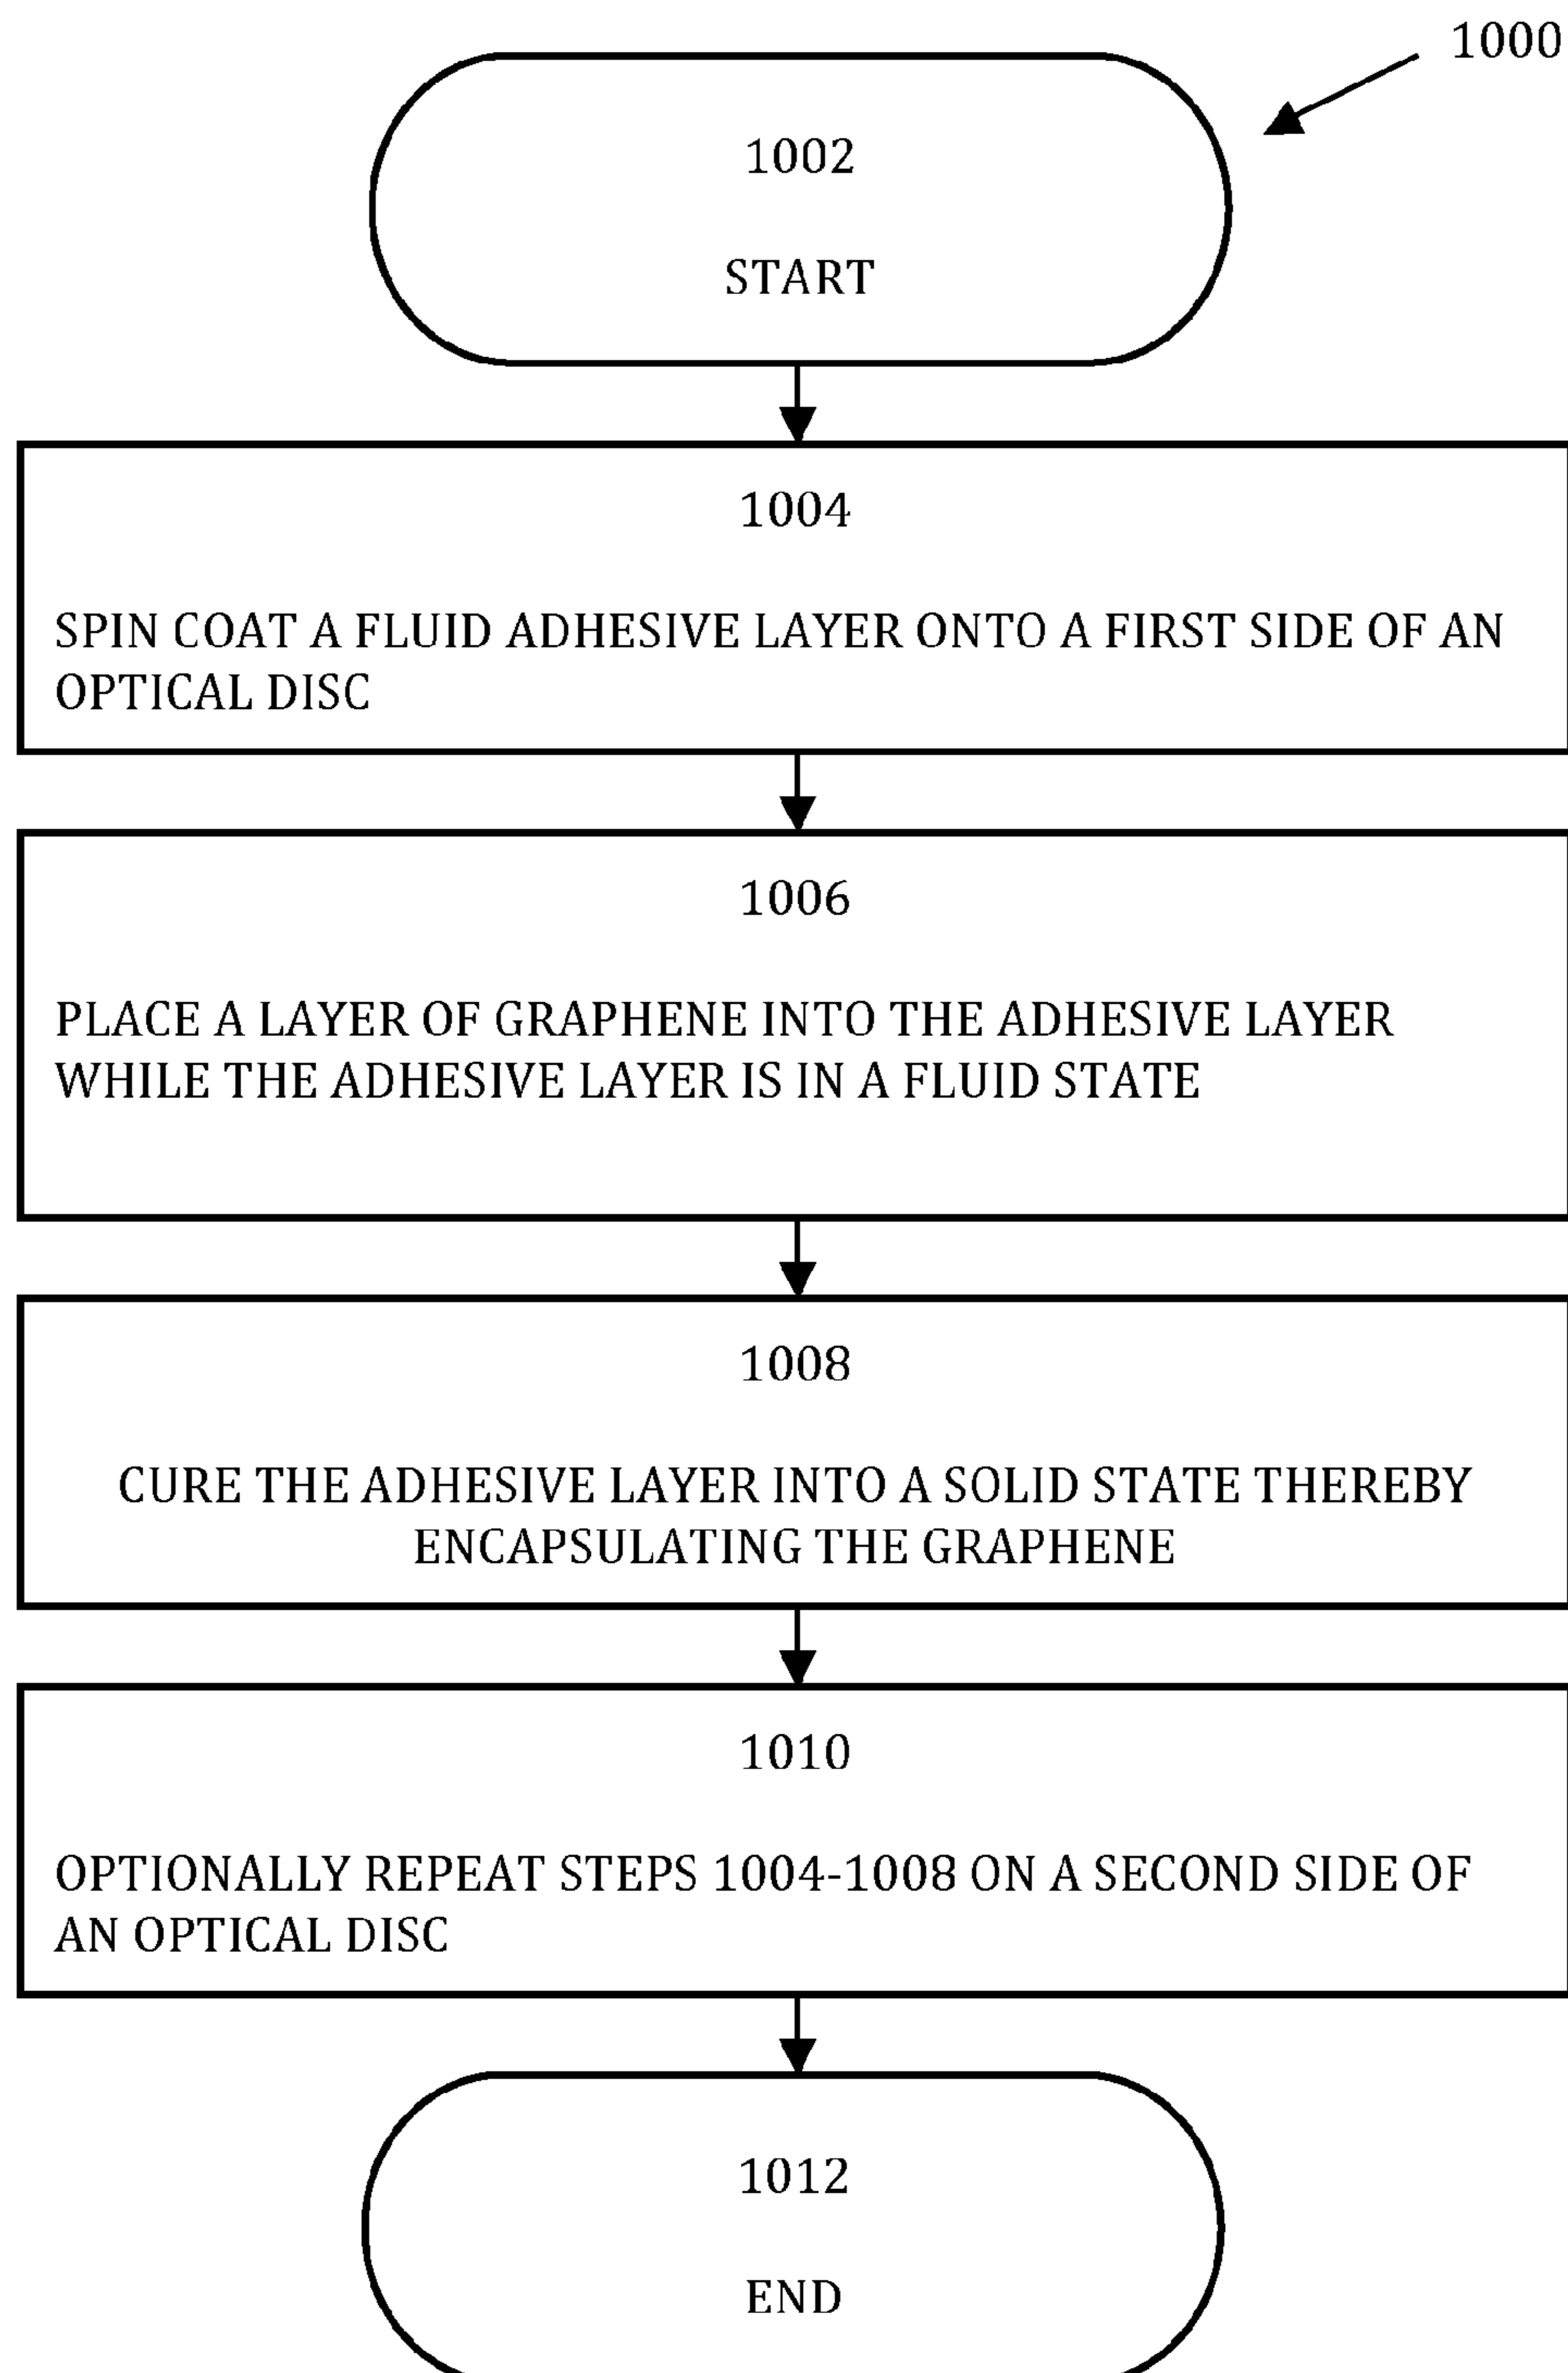 1000
1002
START
1004
SPIN COAT A FLUID ADHESIVE LAYER ONTO A FIRST SIDE OF AN
OPTICAL DISC
1006
PLACE A LAYER OF GRAPHENE INTO THE ADHESIVE LAYER
WHILE THE ADHESIVE LAYER IS IN A FLUID STATE
1008
CURE THE ADHESIVE LAYER INTO A SOLID STATE THEREBY
ENCAPSULATING THE GRAPHENE
1010
OPTIONALLY REPEAT STEPS 1004-1008 ON A SECOND SIDE OF
AN OPTICAL DISC
1012
END